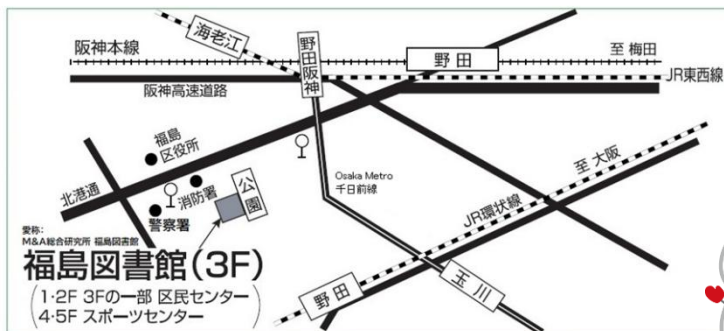 阪神本線
海老江
野田阪神
野田
至 梅田
JR東西線
阪神高速道路
福島
区役所
Osaka Metro
千日前線
至 大阪
JR環状線
北港通
消防署
公園
警察署
愛称:
M&A総合研究所 福島図書館
福島図書館(3F)
1・2F 3Fの一部 区民センター
4・5F スポーツセンター
野田
玉川